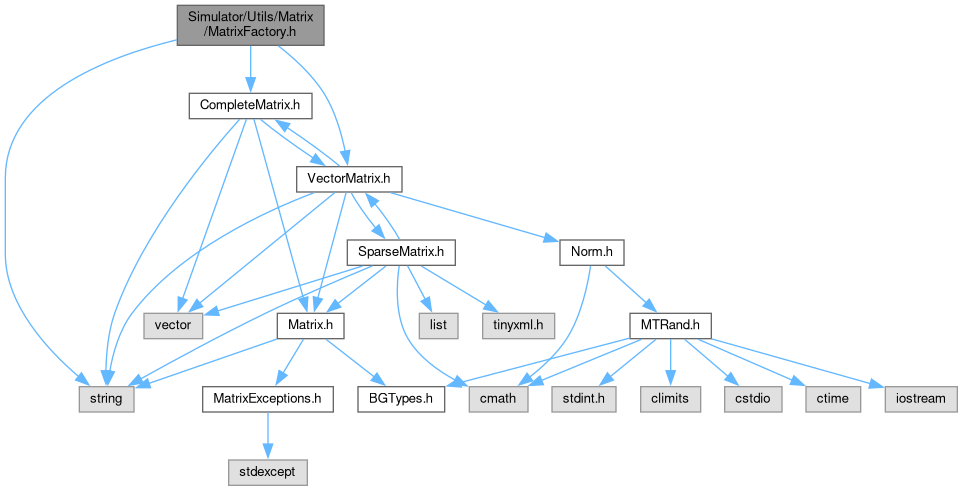 Simulator/Utils/Matrix
/MatrixFactory.h
CompleteMatrix.h
VectorMatrix.h
SparseMatrix.h
Norm.h
vector
Matrix.h
list
tinyxml.h
MTRand.h
string
MatrixExceptions.h
BGTypes.h
cmath
stdint.h
climits
cstdio
ctime
iostream
stdexcept